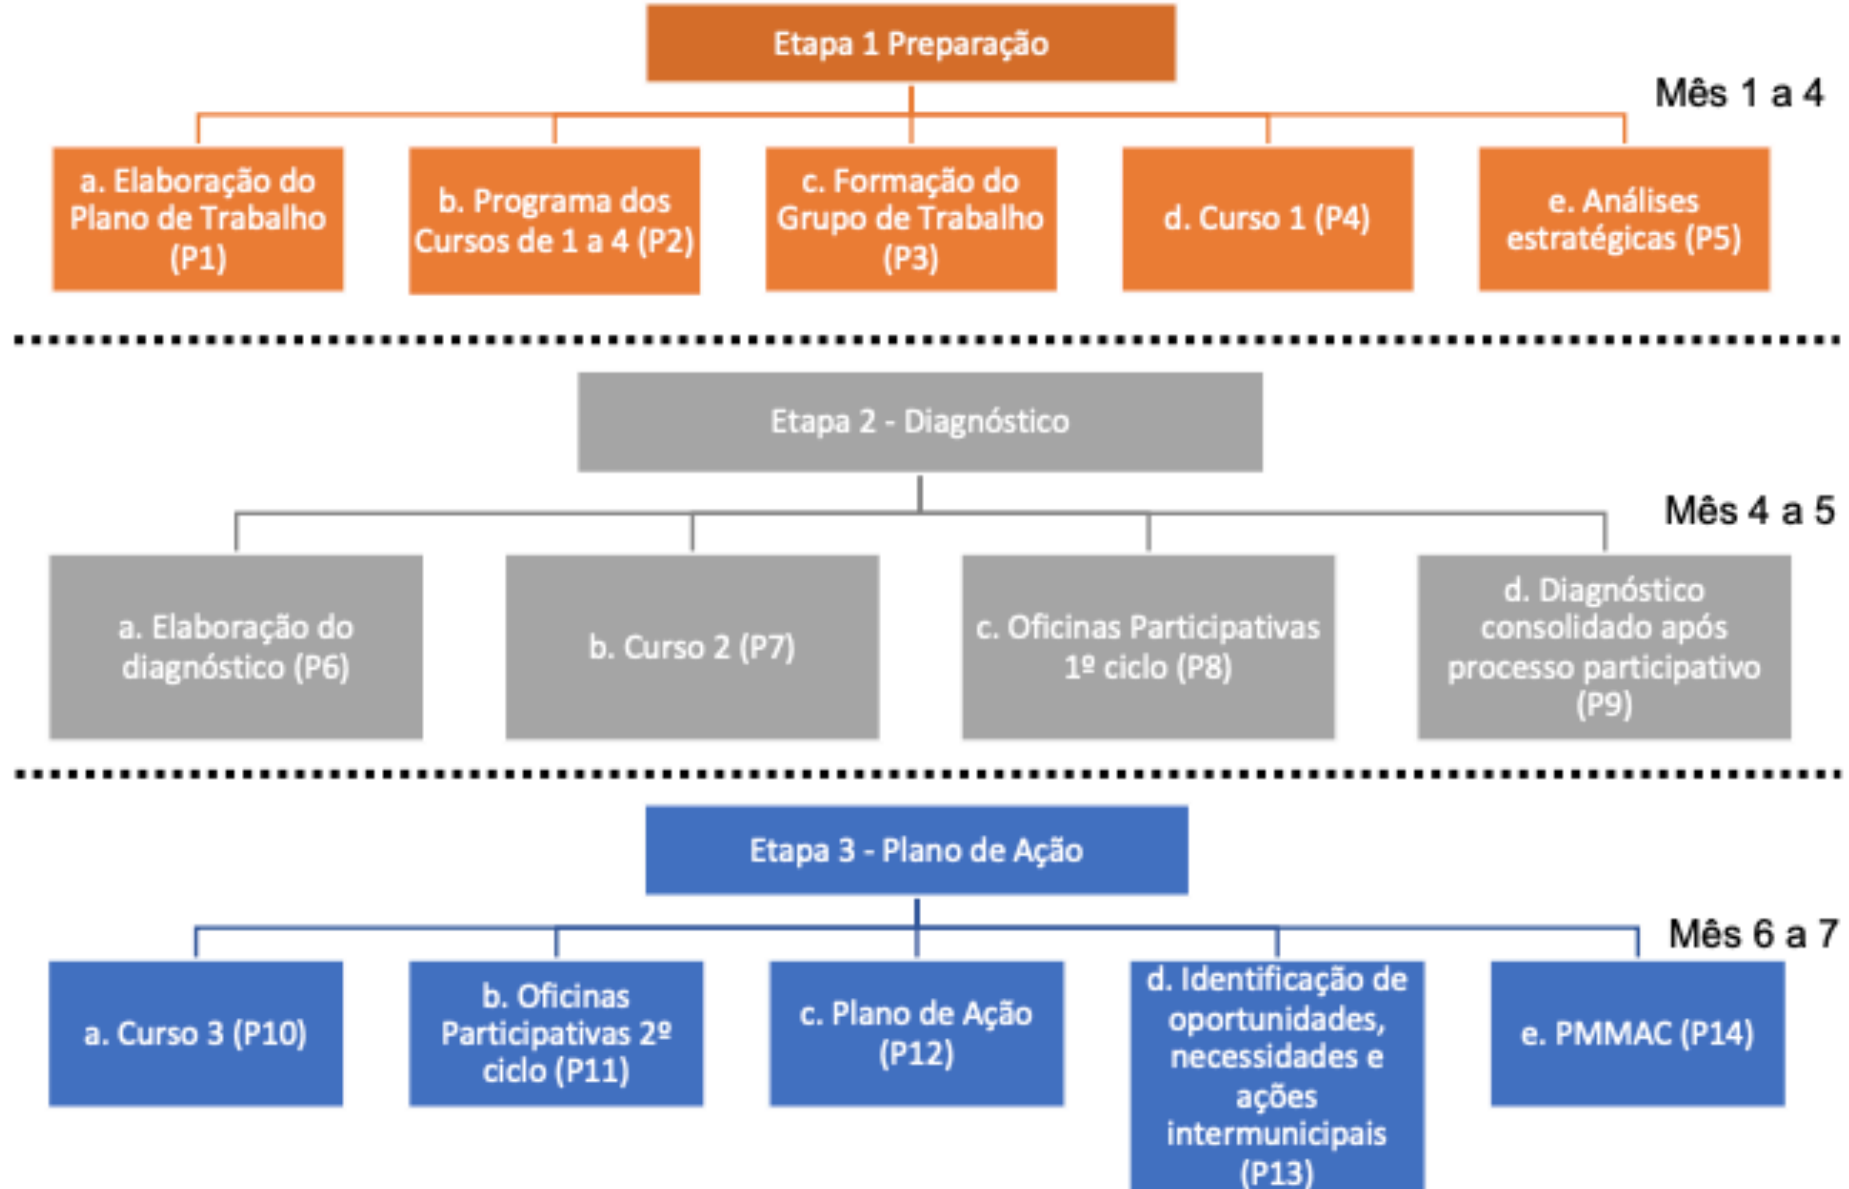 Etapa 1 Preparação
Mês 1 a 4
a. Elaboração do
Plano de Trabalho
(P1)
b. Programa dos
Cursos de 1 a 4 (P2)
c. Formação do
Grupo de Trabalho
(P3)
d. Curso 1 (P4)
e. Análises
estratégicas (P5)
Etapa 2 - Diagnóstico
Mês 4 a 5
a. Elaboração do
diagnóstico (P6)
b. Curso 2 (P7)
c. Oficinas Participativas
1º ciclo (P8)
d. Diagnóstico
consolidado após
processo participativo
(P9)
Etapa 3 - Plano de Ação
Mês 6 a 7
a. Curso 3 (P10)
b. Oficinas
Participativas 2º
ciclo (P11)
c. Plano de Ação
(P12)
d. Identificação de
oportunidades,
necessidades e
ações
intermunicipais
(P13)
e. PMMAC (P14)